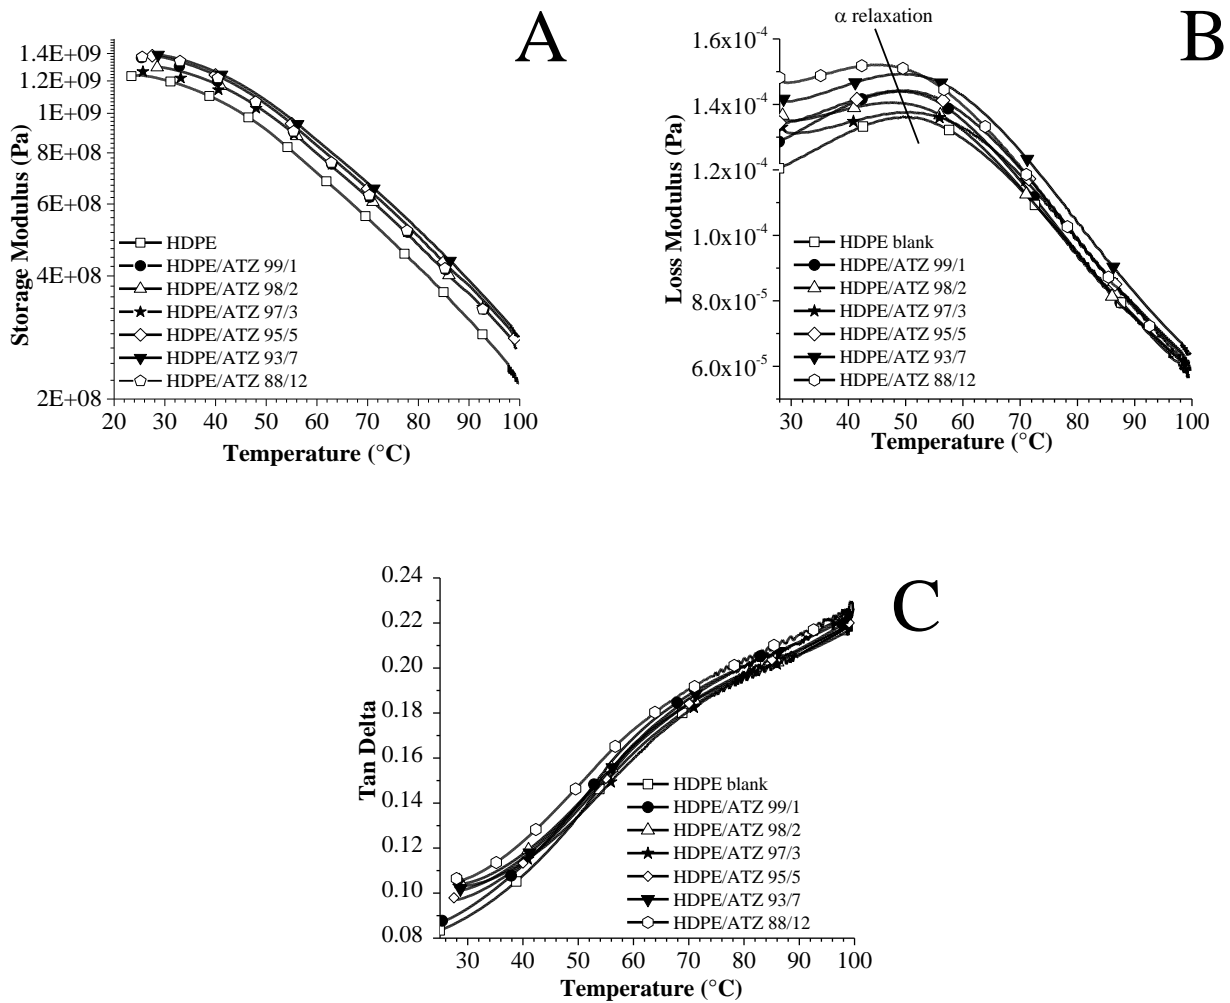 A
1.4E+09
1.2E+09
1E+09
8E+08
6E+08
4E+08
2E+08
Storage Modulus (Pa)
HDPE
HDPE/ATZ 99/1
HDPE/ATZ 98/2
HDPE/ATZ 97/3
HDPE/ATZ 95/5
HDPE/ATZ 93/7
HDPE/ATZ 88/12
20 30 40 50 60 70 80 90 100
Temperature (°C)
α relaxation
B
1.6x10⁻⁴
1.4x10⁻⁴
1.2x10⁻⁴
1.0x10⁻⁴
8.0x10⁻⁵
6.0x10⁻⁵
Loss Modulus (Pa)
HDPE blank
HDPE/ATZ 99/1
HDPE/ATZ 98/2
HDPE/ATZ 97/3
HDPE/ATZ 95/5
HDPE/ATZ 93/7
HDPE/ATZ 88/12
30 40 50 60 70 80 90 100
Temperature (°C)
C
0.24
0.22
0.20
0.18
0.16
0.14
0.12
0.10
0.08
Tan Delta
HDPE blank
HDPE/ATZ 99/1
HDPE/ATZ 98/2
HDPE/ATZ 97/3
HDPE/ATZ 95/5
HDPE/ATZ 93/7
HDPE/ATZ 88/12
30 40 50 60 70 80 90 100
Temperature (°C)